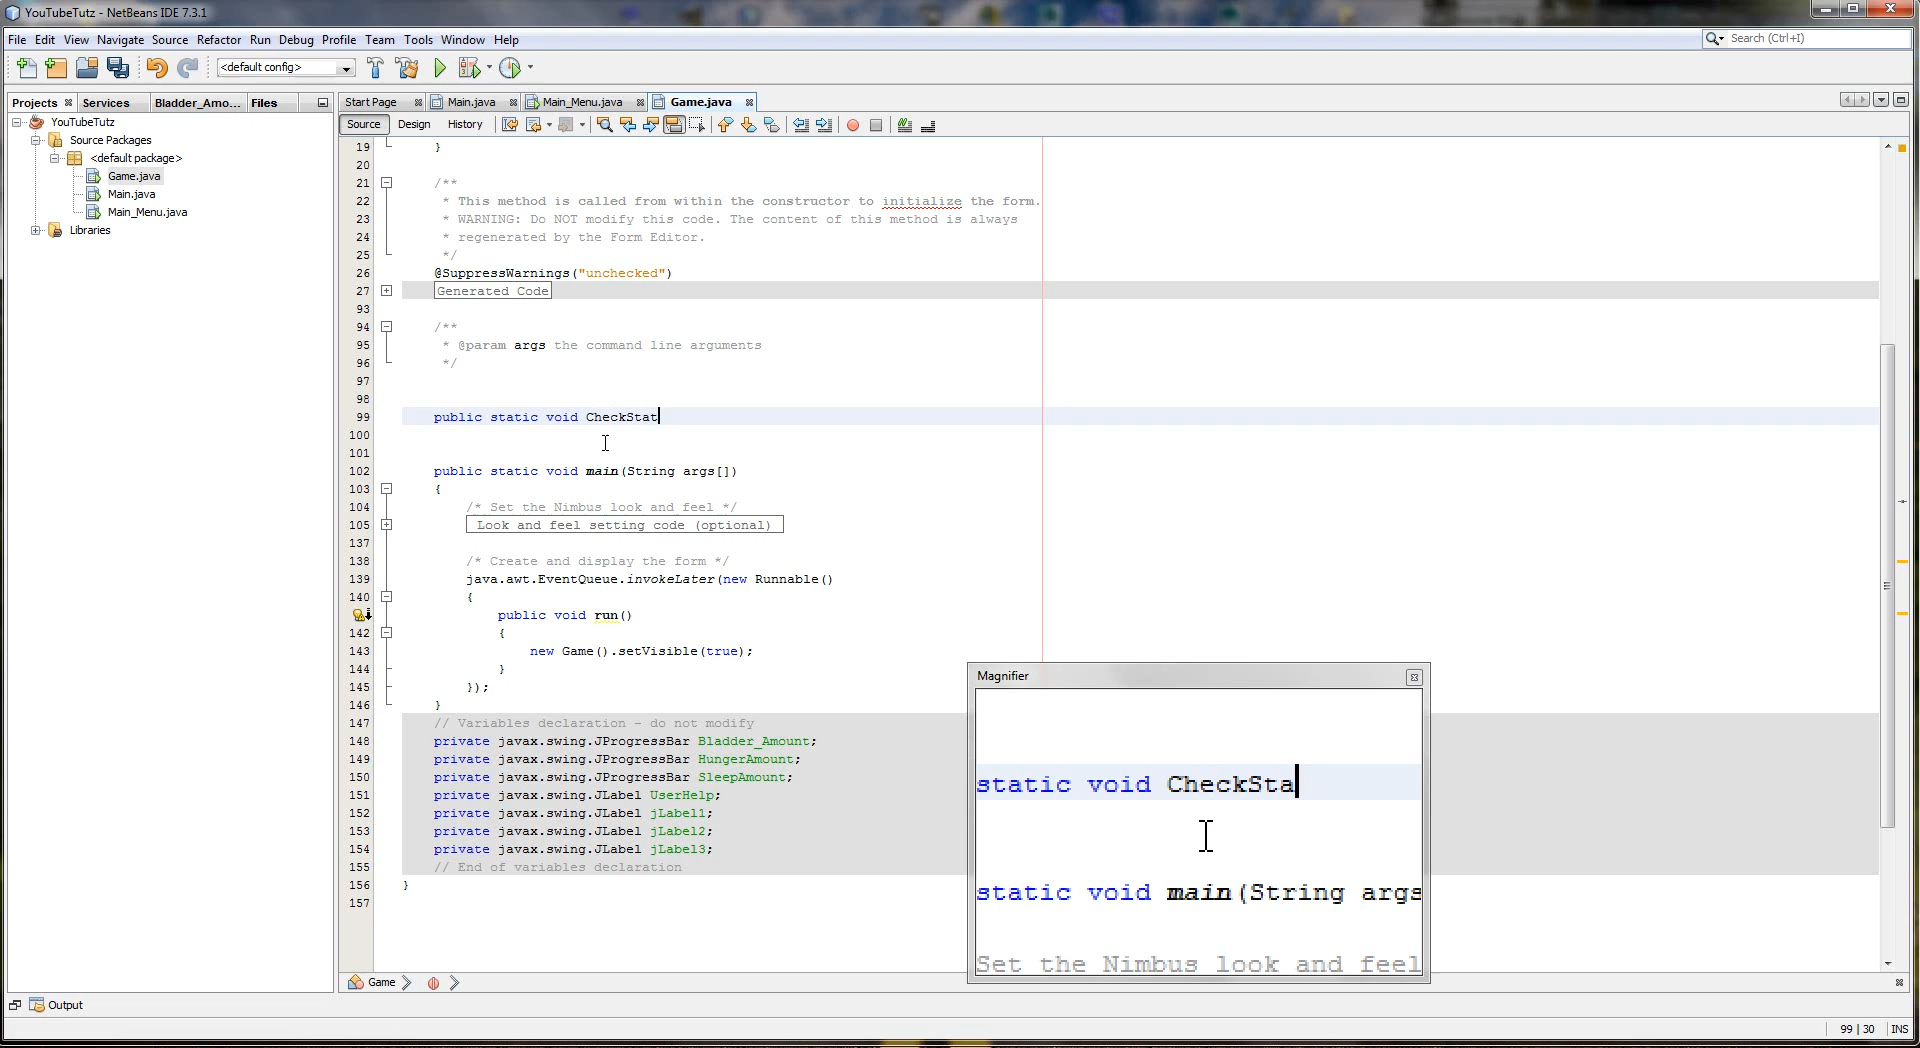 YouTubeTutz - NetBeans IDE 7.3.1
File Edit View Navigate Source Refactor Run Debug Profile Team Tools Window Help
Search (Ctrl+I)
<default config>
Projects Services Bladder_Amo... Files
Start Page Main.java Main_Menu.java Game.java
Source Design History
YouTubeTutz
Source Packages
<default package>
Game.java
Main.java
Main_Menu.java
Libraries
19 }
20
21 /**
22 * This method is called from within the constructor to initialize the form.
23 * WARNING: Do NOT modify this code. The content of this method is always
24 * regenerated by the Form Editor.
25 */
26 @SuppressWarnings("unchecked")
27 Generated Code
93
94 /**
95 * @param args the command line arguments
96 */
97
98
99 public static void CheckStat
100
101
102 public static void main(String args[])
103 {
104 /* Set the Nimbus look and feel */
105 Look and feel setting code (optional)
137
138 /* Create and display the form */
139 java.awt.EventQueue.invokeLater(new Runnable()
140 {
public void run()
142 {
143 new Game().setVisible(true);
144 }
145 });
146 }
147 // Variables declaration - do not modify
148 private javax.swing.JProgressBar Bladder_Amount;
149 private javax.swing.JProgressBar HungerAmount;
150 private javax.swing.JProgressBar SleepAmount;
151 private javax.swing.JLabel UserHelp;
152 private javax.swing.JLabel jLabel1;
153 private javax.swing.JLabel jLabel2;
154 private javax.swing.JLabel jLabel3;
155 // End of variables declaration
156 }
157
Magnifier
static void CheckSta
static void main(String args
Set the Nimbus look and feel
Game
Output
99 | 30 INS